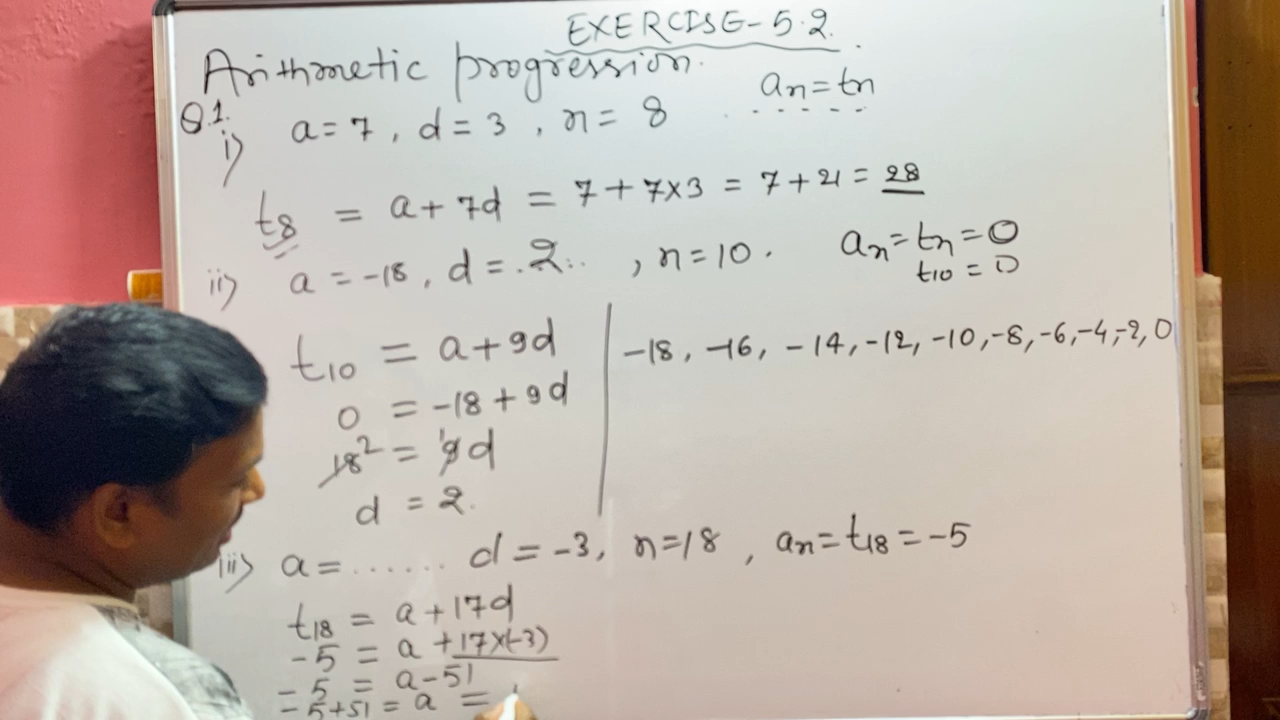 EXERCISE-5.2.
Arithmetic progression.
an=tn
Q.1.
i) a=7, d=3, n=8 ......
t8 = a+7d = 7+7×3 = 7+21 = 28
ii) a=-18, d=.2.., n=10. an=tn=0
t10=0
t10 = a+9d
0 = -18+9d
18² = 9¹d
d = 2.
-18, -16, -14, -12, -10, -8, -6, -4, -2, 0
iii) a=...... d=-3, n=18, an=t18=-5
t18 = a+17d
-5 = a+17×(-3)
-5 = a-51
-5+51 = a =